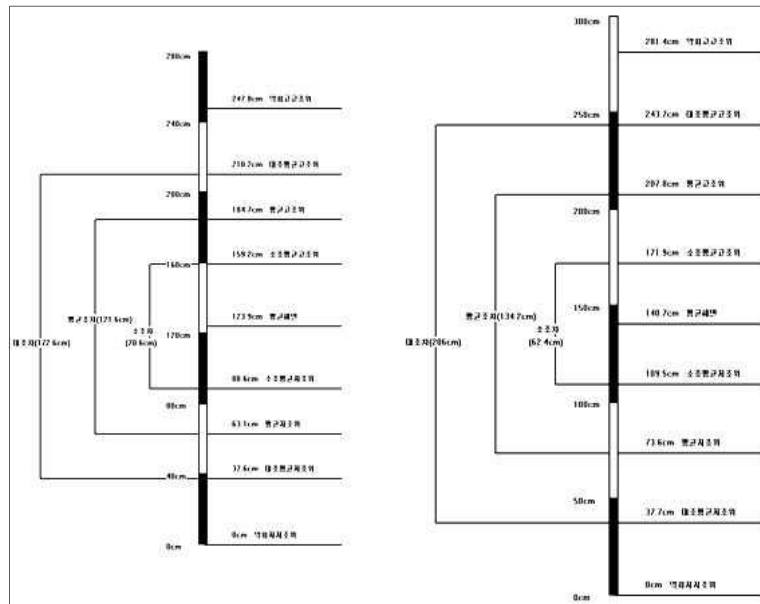 280cm
247.8cm 약최고고조위
240cm
210.2cm 대조평균고조위
200cm
184.7cm 평균고조위
159.2cm 소조평균고조위
160cm
123.9cm 평균해면
평균조차(121.6cm)
소조차
(70.6cm)
대조차(172.6cm)
120cm
88.6cm 소조평균저조위
80cm
63.1cm 평균저조위
40cm
37.6cm 대조평균저조위
0cm 약최저저조위
0cm
300cm
281.4cm 약최고고조위
250cm
243.7cm 대조평균고조위
207.8cm 평균고조위
200cm
171.9cm 소조평균고조위
150cm
140.7cm 평균해면
평균조차(134.2cm)
소조차
(62.4cm)
대조차(206cm)
109.5cm 소조평균저조위
100cm
73.6cm 평균저조위
50cm
37.7cm 대조평균저조위
0cm 약최저저조위
0cm